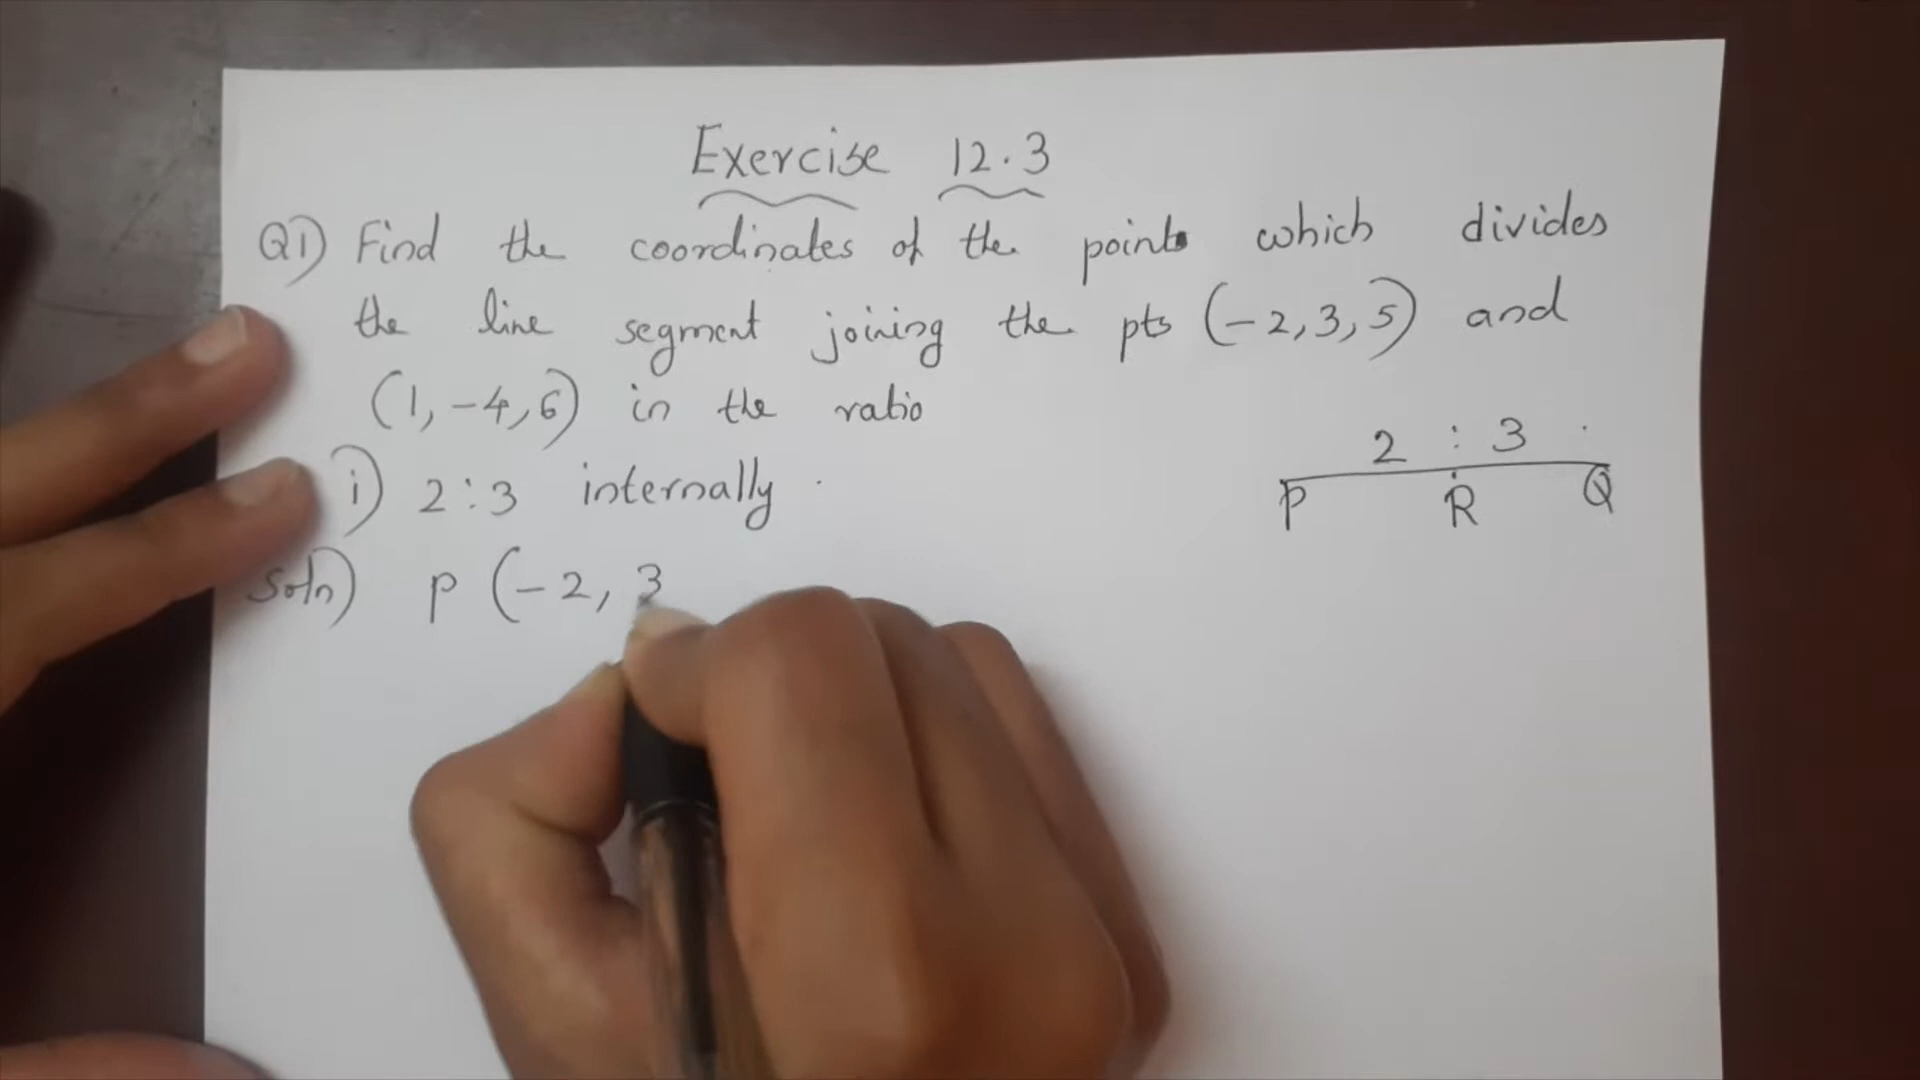 Exercise 12.3
Q1) Find the coordinates of the point which divides
the line segment joining the pts (-2,3,5) and
(1,-4,6) in the ratio
2 : 3
i) 2:3 internally.
P R Q
Soln) P (-2, 3